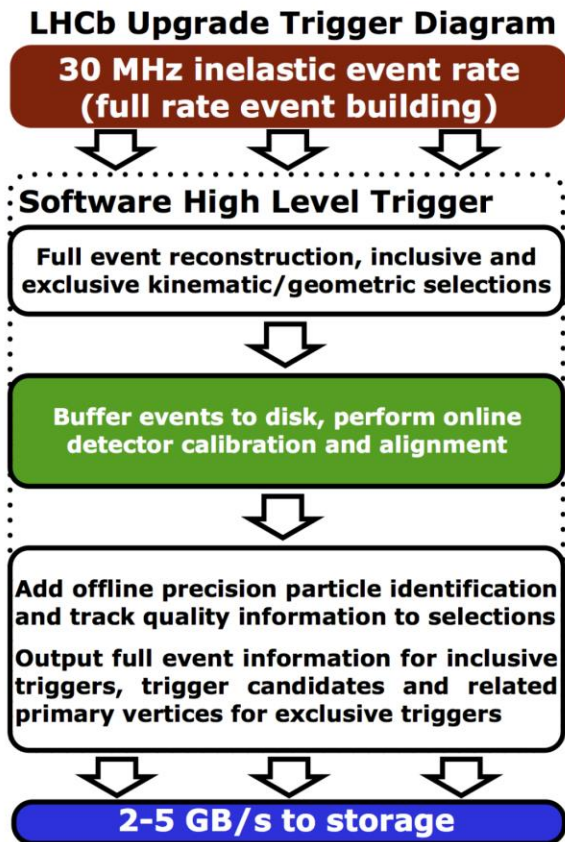 LHCb Upgrade Trigger Diagram
30 MHz inelastic event rate
(full rate event building)
Software High Level Trigger
Full event reconstruction, inclusive and
exclusive kinematic/geometric selections
Buffer events to disk, perform online
detector calibration and alignment
Add offline precision particle identification
and track quality information to selections
Output full event information for inclusive
triggers, trigger candidates and related
primary vertices for exclusive triggers
2-5 GB/s to storage